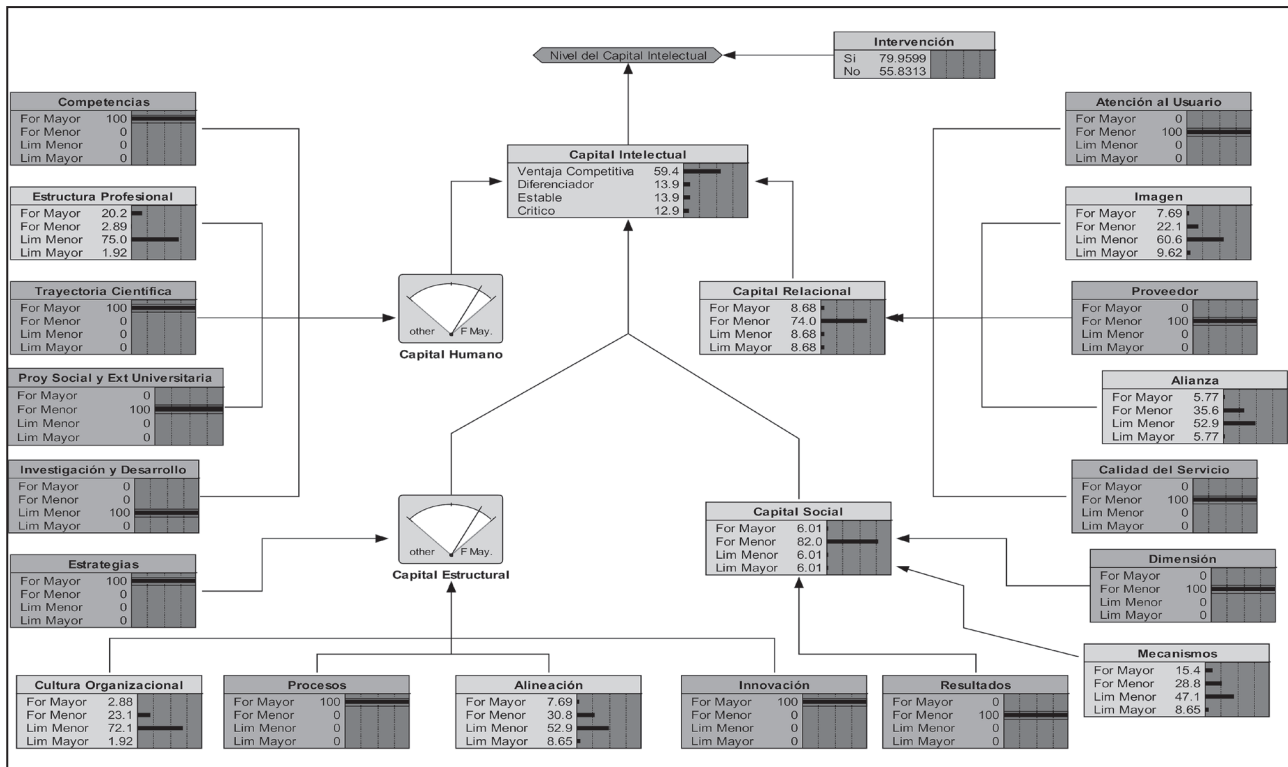 Nivel del Capital Intelectual
Intervención
Si 79.9599
No 55.8313
Competencias
For Mayor 100
For Menor 0
Lim Menor 0
Lim Mayor 0
Atención al Usuario
For Mayor 0
For Menor 100
Lim Menor 0
Lim Mayor 0
Capital Intelectual
Ventaja Competitiva 59.4
Diferenciador 13.9
Estable 13.9
Critico 12.9
Estructura Profesional
For Mayor 20.2
For Menor 2.89
Lim Menor 75.0
Lim Mayor 1.92
Imagen
For Mayor 7.69
For Menor 22.1
Lim Menor 60.6
Lim Mayor 9.62
Trayectoria Científica
For Mayor 100
For Menor 0
Lim Menor 0
Lim Mayor 0
other F May.
Capital Humano
Capital Relacional
For Mayor 8.68
For Menor 74.0
Lim Menor 8.68
Lim Mayor 8.68
Proveedor
For Mayor 0
For Menor 100
Lim Menor 0
Lim Mayor 0
Proy Social y Ext Universitaria
For Mayor 0
For Menor 100
Lim Menor 0
Lim Mayor 0
Alianza
For Mayor 5.77
For Menor 35.6
Lim Menor 52.9
Lim Mayor 5.77
Investigación y Desarrollo
For Mayor 0
For Menor 0
Lim Menor 100
Lim Mayor 0
Calidad del Servicio
For Mayor 0
For Menor 100
Lim Menor 0
Lim Mayor 0
other F May.
Capital Estructural
Capital Social
For Mayor 6.01
For Menor 82.0
Lim Menor 6.01
Lim Mayor 6.01
Estrategias
For Mayor 100
For Menor 0
Lim Menor 0
Lim Mayor 0
Dimensión
For Mayor 0
For Menor 100
Lim Menor 0
Lim Mayor 0
Mecanismos
For Mayor 15.4
For Menor 28.8
Lim Menor 47.1
Lim Mayor 8.65
Cultura Organizacional
For Mayor 2.88
For Menor 23.1
Lim Menor 72.1
Lim Mayor 1.92
Procesos
For Mayor 100
For Menor 0
Lim Menor 0
Lim Mayor 0
Alineación
For Mayor 7.69
For Menor 30.8
Lim Menor 52.9
Lim Mayor 8.65
Innovación
For Mayor 100
For Menor 0
Lim Menor 0
Lim Mayor 0
Resultados
For Mayor 0
For Menor 100
Lim Menor 0
Lim Mayor 0